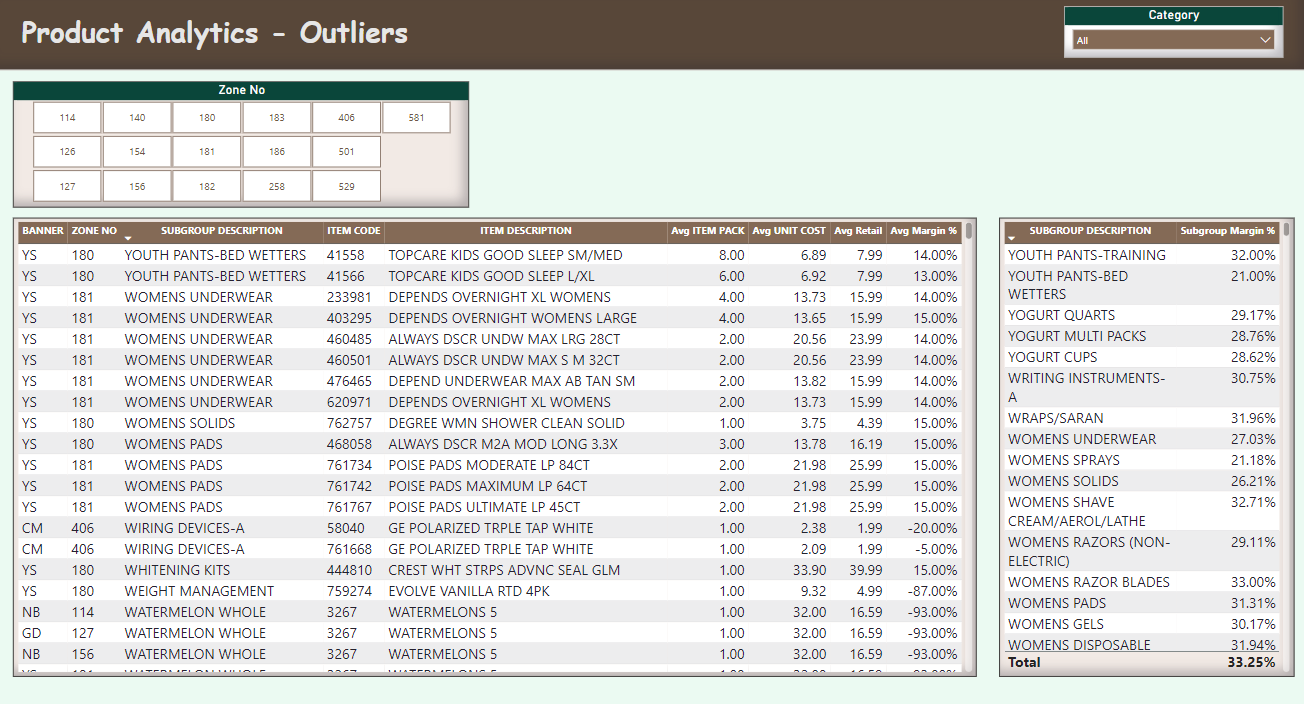 Product Analytics - Outliers
Category
All
Zone No
114 140 180 183 406 581
126 154 181 186 501
127 156 182 258 529
BANNER ZONE NO SUBGROUP DESCRIPTION ITEM CODE ITEM DESCRIPTION Avg ITEM PACK Avg UNIT COST Avg Retail Avg Margin %
YS 180 YOUTH PANTS-BED WETTERS 41558 TOPCARE KIDS GOOD SLEEP SM/MED 8.00 6.89 7.99 14.00%
YS 180 YOUTH PANTS-BED WETTERS 41566 TOPCARE KIDS GOOD SLEEP L/XL 6.00 6.92 7.99 13.00%
YS 181 WOMENS UNDERWEAR 233981 DEPENDS OVERNIGHT XL WOMENS 4.00 13.73 15.99 14.00%
YS 181 WOMENS UNDERWEAR 403295 DEPENDS OVERNIGHT WOMENS LARGE 4.00 13.65 15.99 15.00%
YS 181 WOMENS UNDERWEAR 460485 ALWAYS DSCR UNDW MAX LRG 28CT 2.00 20.56 23.99 14.00%
YS 181 WOMENS UNDERWEAR 460501 ALWAYS DSCR UNDW MAX S M 32CT 2.00 20.56 23.99 14.00%
YS 181 WOMENS UNDERWEAR 476465 DEPEND UNDERWEAR MAX AB TAN SM 2.00 13.82 15.99 14.00%
YS 181 WOMENS UNDERWEAR 620971 DEPENDS OVERNIGHT XL WOMENS 2.00 13.73 15.99 14.00%
YS 180 WOMENS SOLIDS 762757 DEGREE WMN SHOWER CLEAN SOLID 1.00 3.75 4.39 15.00%
YS 180 WOMENS PADS 468058 ALWAYS DSCR M2A MOD LONG 3.3X 3.00 13.78 16.19 15.00%
YS 181 WOMENS PADS 761734 POISE PADS MODERATE LP 84CT 2.00 21.98 25.99 15.00%
YS 181 WOMENS PADS 761742 POISE PADS MAXIMUM LP 64CT 2.00 21.98 25.99 15.00%
YS 181 WOMENS PADS 761767 POISE PADS ULTIMATE LP 45CT 2.00 21.98 25.99 15.00%
CM 406 WIRING DEVICES-A 58040 GE POLARIZED TRPLE TAP WHITE 1.00 2.38 1.99 -20.00%
CM 406 WIRING DEVICES-A 761668 GE POLARIZED TRPLE TAP WHITE 1.00 2.09 1.99 -5.00%
YS 180 WHITENING KITS 444810 CREST WHT STRPS ADVNC SEAL GLM 1.00 33.90 39.99 15.00%
YS 180 WEIGHT MANAGEMENT 759274 EVOLVE VANILLA RTD 4PK 1.00 9.32 4.99 -87.00%
NB 114 WATERMELON WHOLE 3267 WATERMELONS 5 1.00 32.00 16.59 -93.00%
GD 127 WATERMELON WHOLE 3267 WATERMELONS 5 1.00 32.00 16.59 -93.00%
NB 156 WATERMELON WHOLE 3267 WATERMELONS 5 1.00 32.00 16.59 -93.00%
SUBGROUP DESCRIPTION Subgroup Margin %
YOUTH PANTS-TRAINING 32.00%
YOUTH PANTS-BED 21.00%
WETTERS
YOGURT QUARTS 29.17%
YOGURT MULTI PACKS 28.76%
YOGURT CUPS 28.62%
WRITING INSTRUMENTS- 30.75%
A
WRAPS/SARAN 31.96%
WOMENS UNDERWEAR 27.03%
WOMENS SPRAYS 21.18%
WOMENS SOLIDS 26.21%
WOMENS SHAVE 32.71%
CREAM/AEROL/LATHE
WOMENS RAZORS (NON- 29.11%
ELECTRIC)
WOMENS RAZOR BLADES 33.00%
WOMENS PADS 31.31%
WOMENS GELS 30.17%
WOMENS DISPOSABLE 31.94%
Total 33.25%